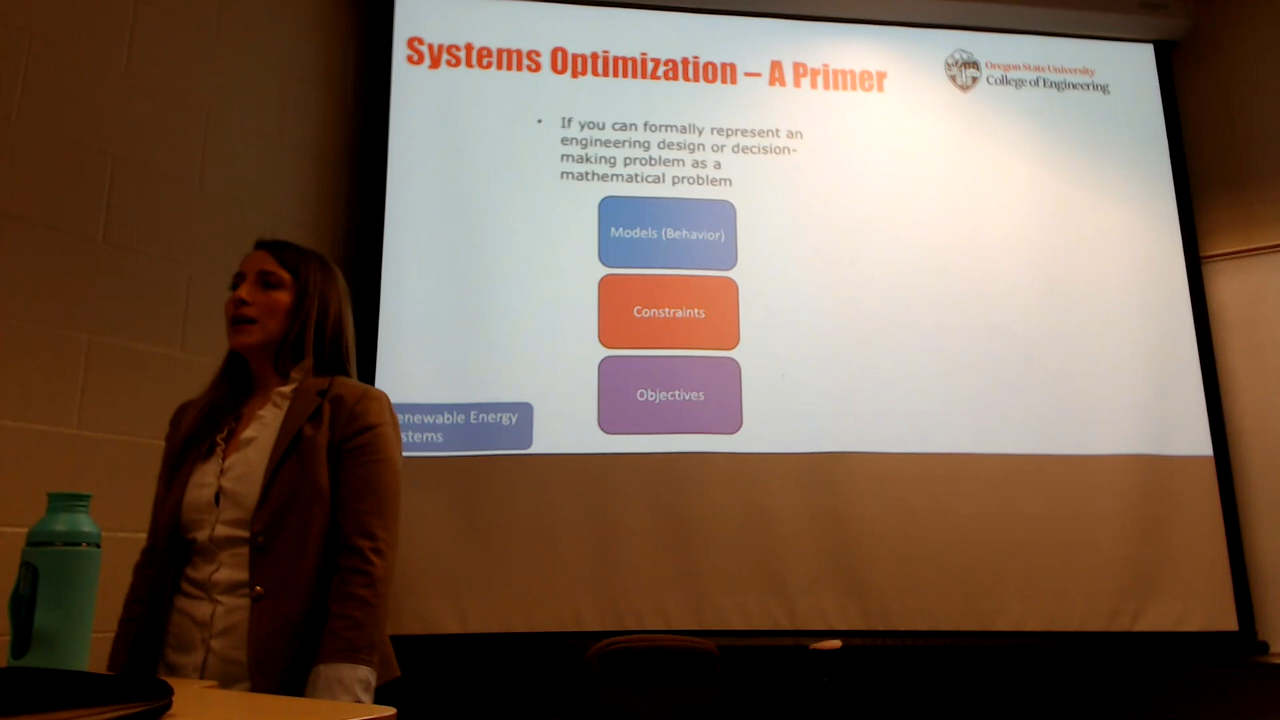 Systems Optimization – A Primer
Oregon State University
College of Engineering
• If you can formally represent an
engineering design or decision-
making problem as a
mathematical problem
Models (Behavior)
Constraints
Objectives
enewable Energy
stems